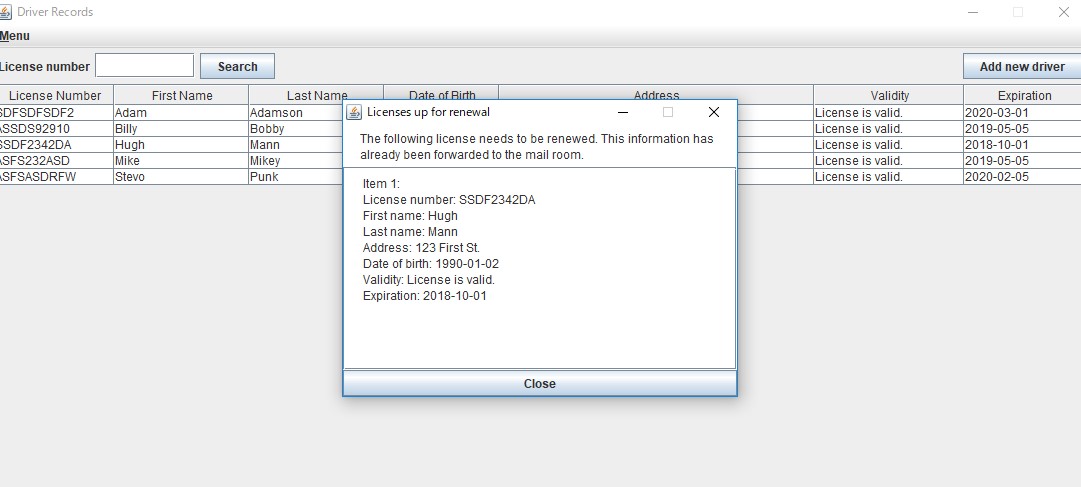 Driver Records
Menu
License number Search Add new driver
License Number First Name Last Name Date of Birth Address Validity Expiration
SDFSDFSDF2 Adam Adamson License is valid. 2020-03-01
ASSDS92910 Billy Bobby License is valid. 2019-05-05
SSDF2342DA Hugh Mann License is valid. 2018-10-01
ASFS232ASD Mike Mikey License is valid. 2019-05-05
ASFSASDRFW Stevo Punk License is valid. 2020-02-05
Licenses up for renewal
The following license needs to be renewed. This information has
already been forwarded to the mail room.
Item 1:
License number: SSDF2342DA
First name: Hugh
Last name: Mann
Address: 123 First St.
Date of birth: 1990-01-02
Validity: License is valid.
Expiration: 2018-10-01
Close